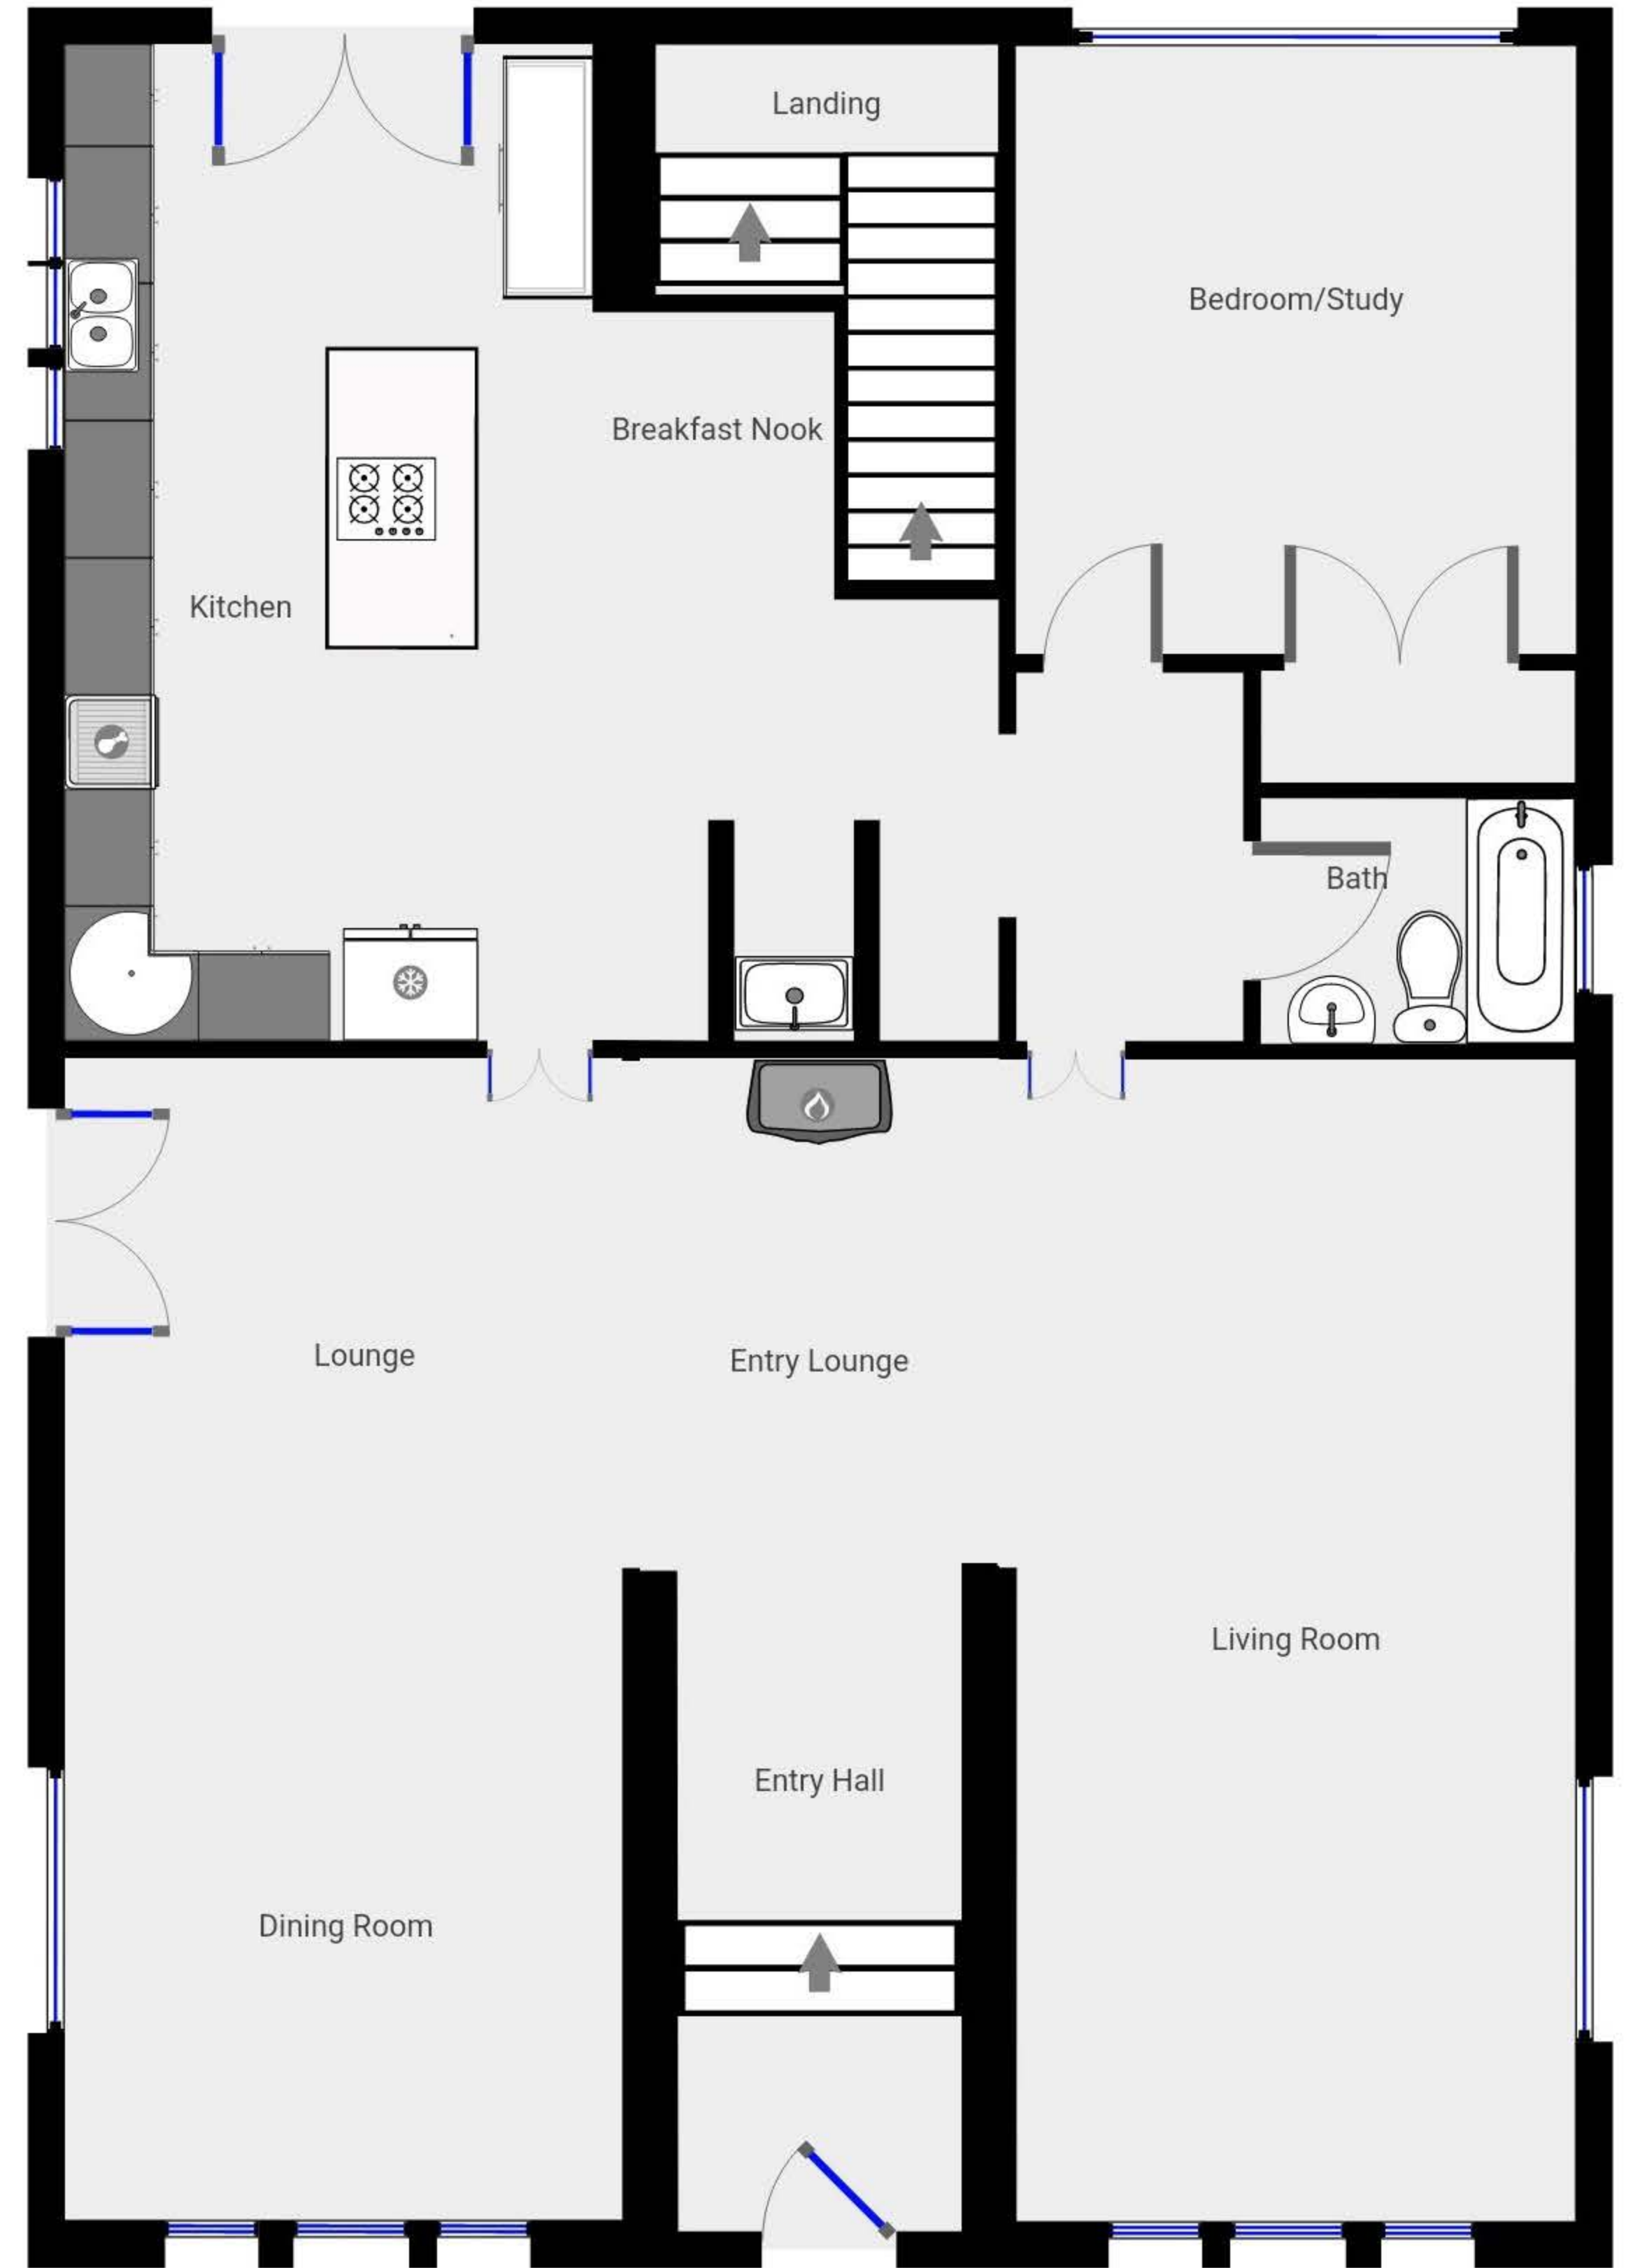 Landing
Bedroom/Study
Breakfast Nook
Kitchen
Bath
Lounge
Entry Lounge
Living Room
Entry Hall
Dining Room